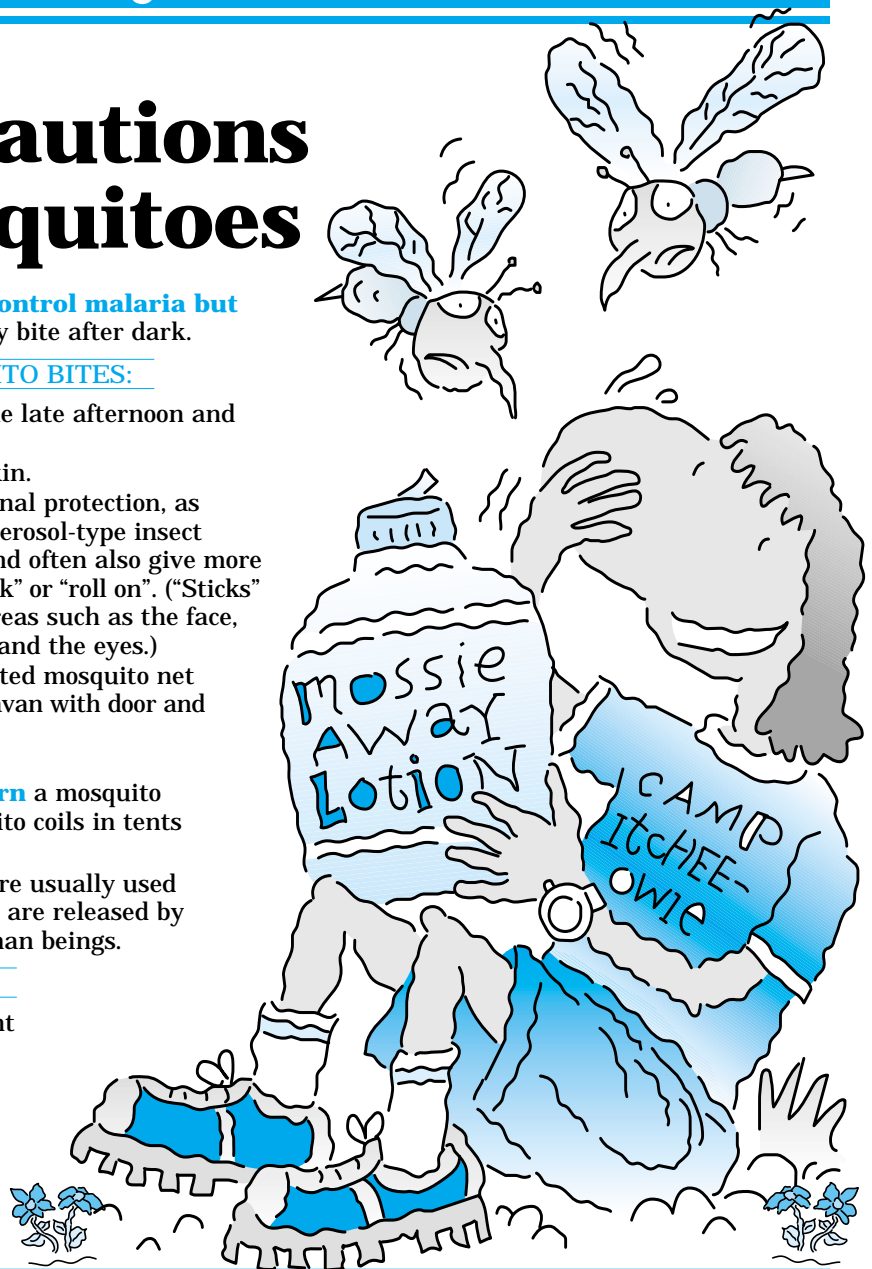 autions
quitoes
ontrol malaria but
y bite after dark.
TO BITES:
e late afternoon and
in.
nal protection, as
erosol-type insect
nd often also give more
k” or “roll on”. (“Sticks”
reas such as the face,
and the eyes.)
ted mosquito net
avan with door and
rn a mosquito
ito coils in tents
re usually used
are released by
man beings.
nt
mossie
AWAY
LotioN
CAMP
ItcHEE-
OWIe